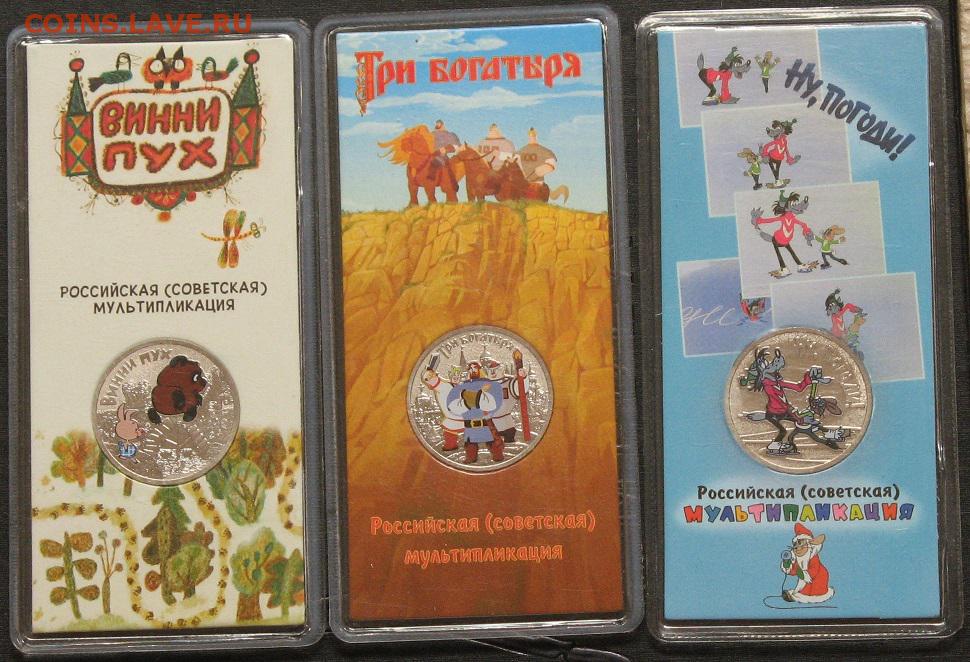 COINS.LAVE.RU
ВИННИ
ПУХ
РОССИЙСКАЯ (СОВЕТСКАЯ)
МУЛЬТИПЛИКАЦИЯ
ВИННИ ПУХ
Три богатыря
Три богатыря
Российская (советская)
мультипликация
Ну, погоди!
Российская (советская)
МУЛЬТИПЛИКАЦИЯ